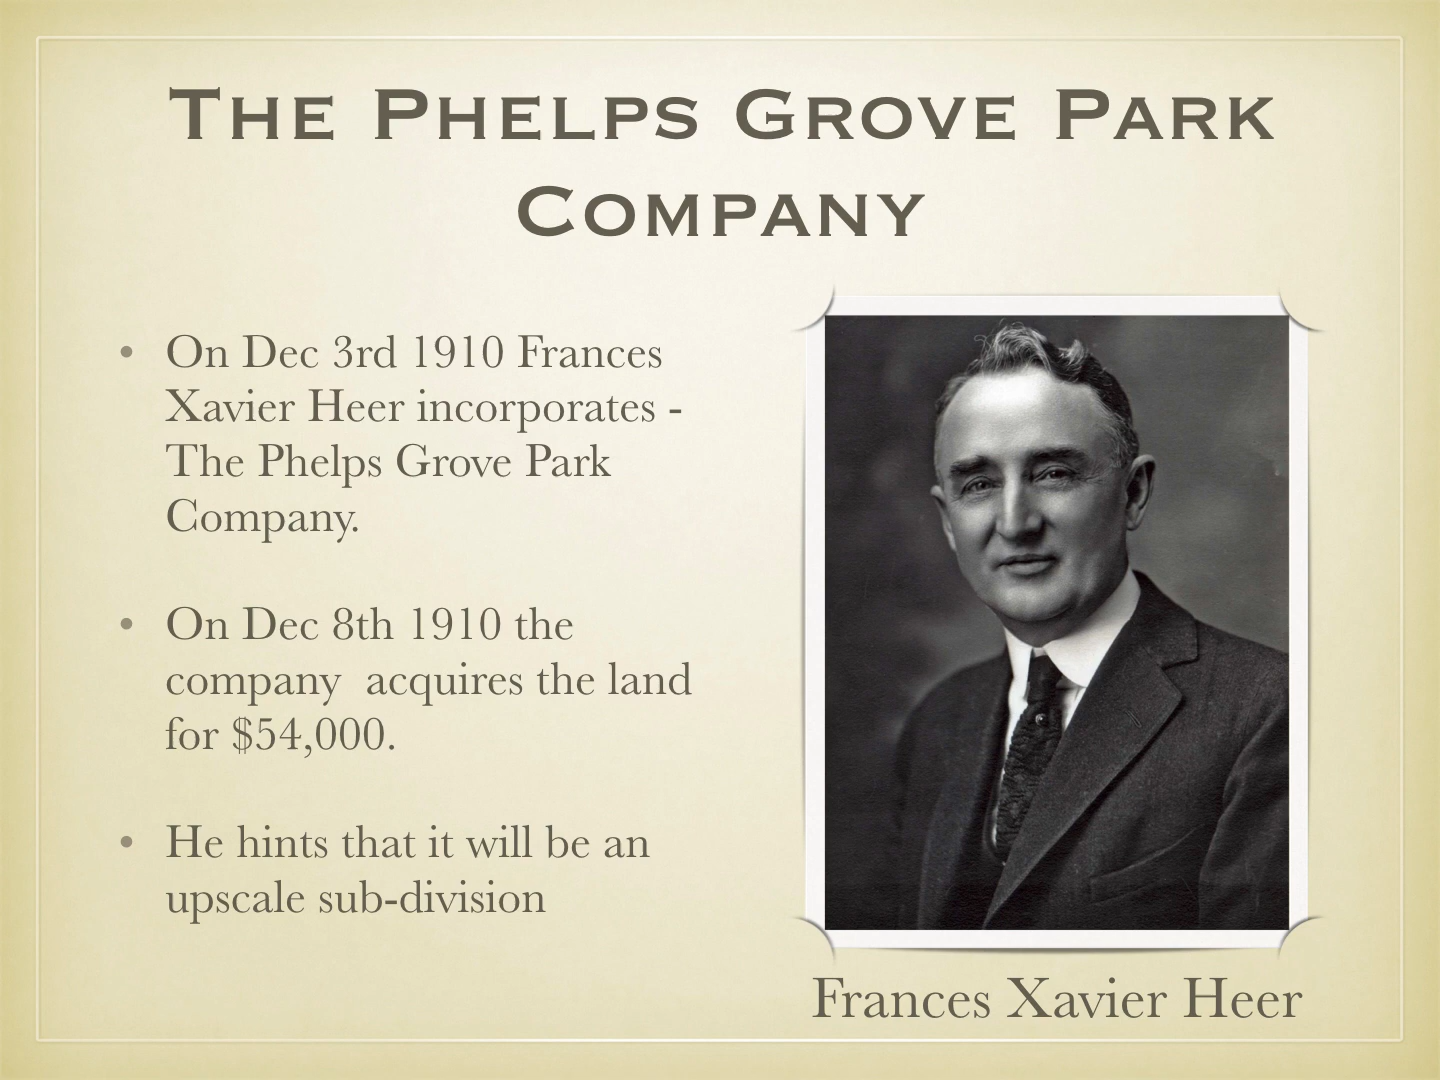 The Phelps Grove Park
Company
• On Dec 3rd 1910 Frances
Xavier Heer incorporates -
The Phelps Grove Park
Company.
• On Dec 8th 1910 the
company  acquires the land
for $54,000.
• He hints that it will be an
upscale sub-division
Frances Xavier Heer